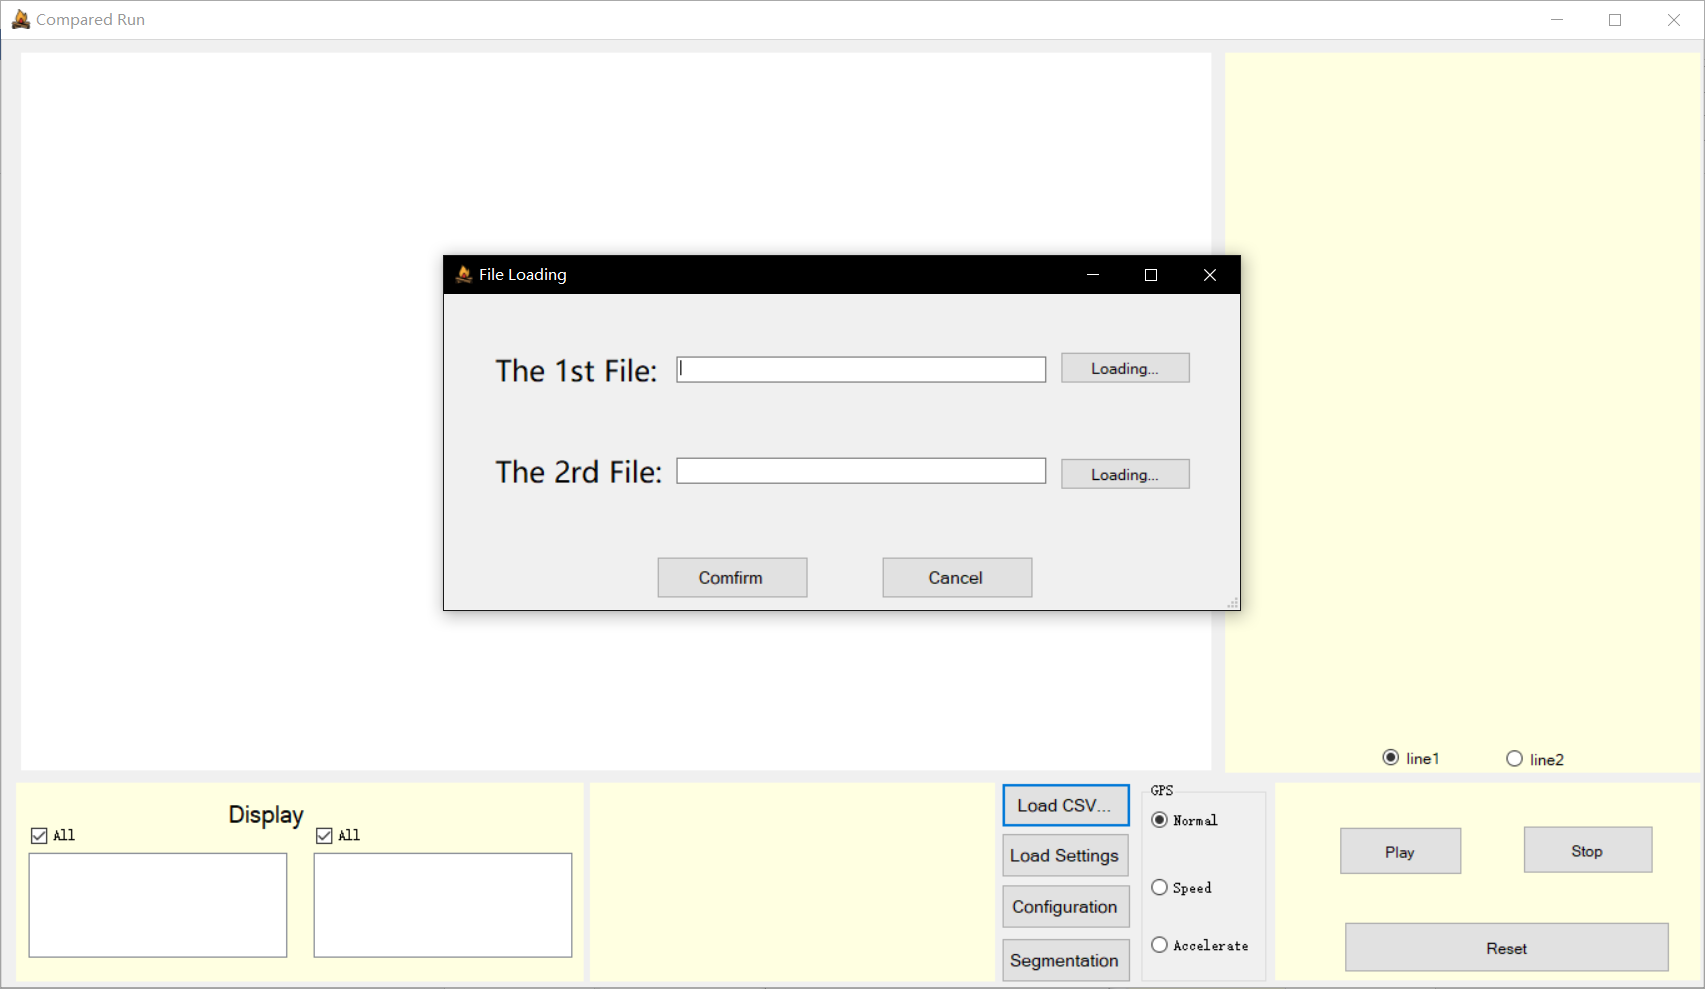 Compared Run
File Loading
The 1st File:
Loading...
The 2rd File:
Loading...
Comfirm
Cancel
line1
line2
Display
All
All
Load CSV...
Load Settings
Configuration
Segmentation
GPS
Normal
Speed
Accelerate
Play
Stop
Reset